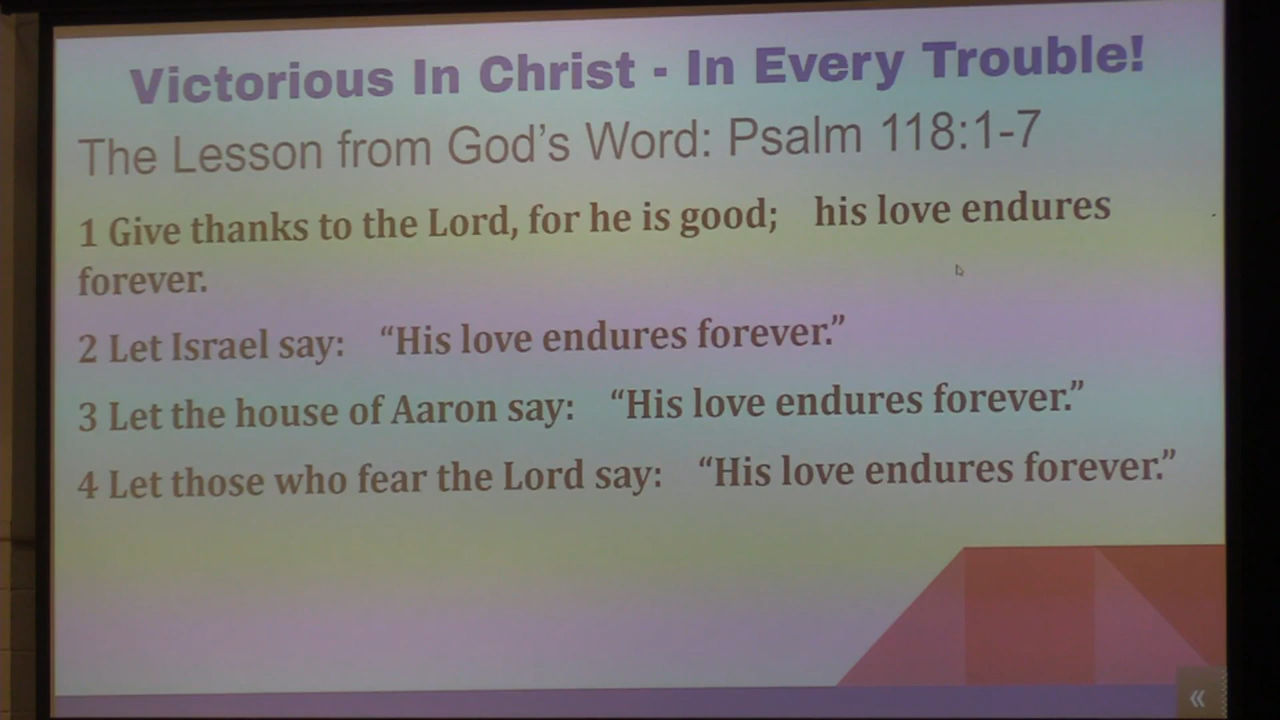 Victorious In Christ - In Every Trouble!
The Lesson from God's Word: Psalm 118:1-7
1 Give thanks to the Lord, for he is good; his love endures
forever.
2 Let Israel say: “His love endures forever.”
3 Let the house of Aaron say: “His love endures forever.”
4 Let those who fear the Lord say: “His love endures forever.”
«